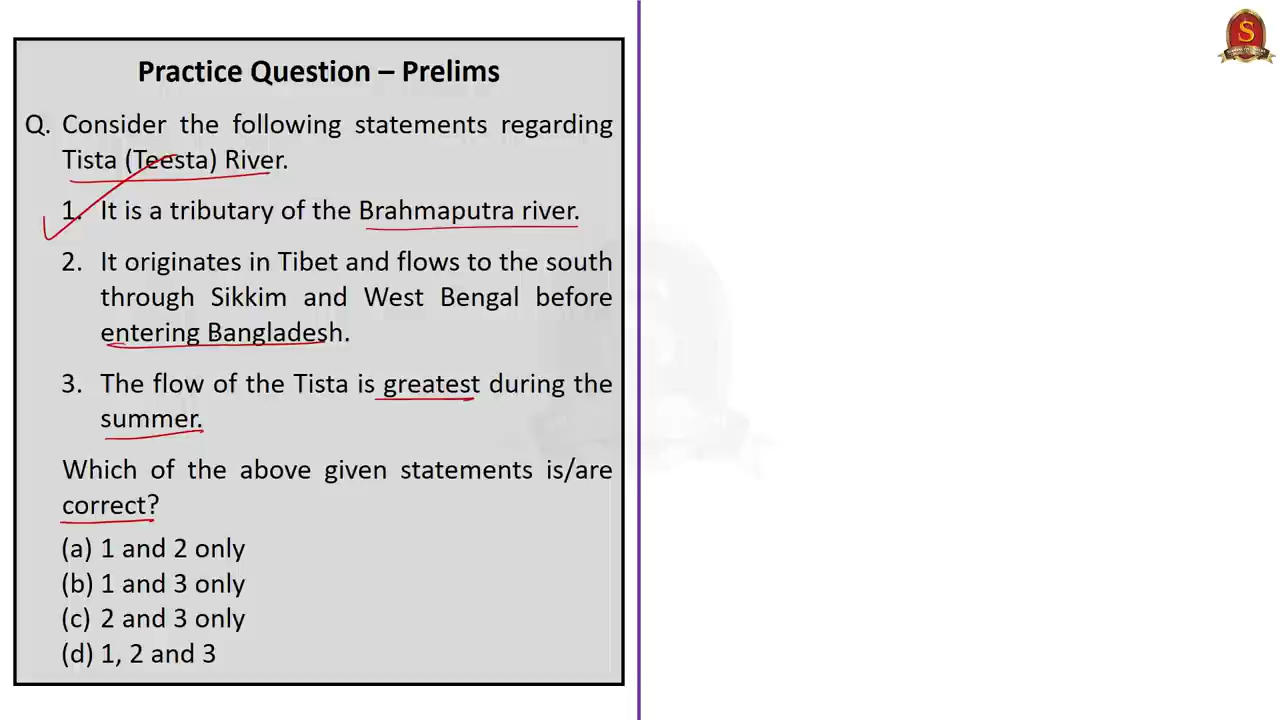 Practice Question – Prelims
Q. Consider the following statements regarding
Tista (Teesta) River.
1. It is a tributary of the Brahmaputra river.
2. It originates in Tibet and flows to the south
through Sikkim and West Bengal before
entering Bangladesh.
3. The flow of the Tista is greatest during the
summer.
Which of the above given statements is/are
correct?
(a) 1 and 2 only
(b) 1 and 3 only
(c) 2 and 3 only
(d) 1, 2 and 3
S